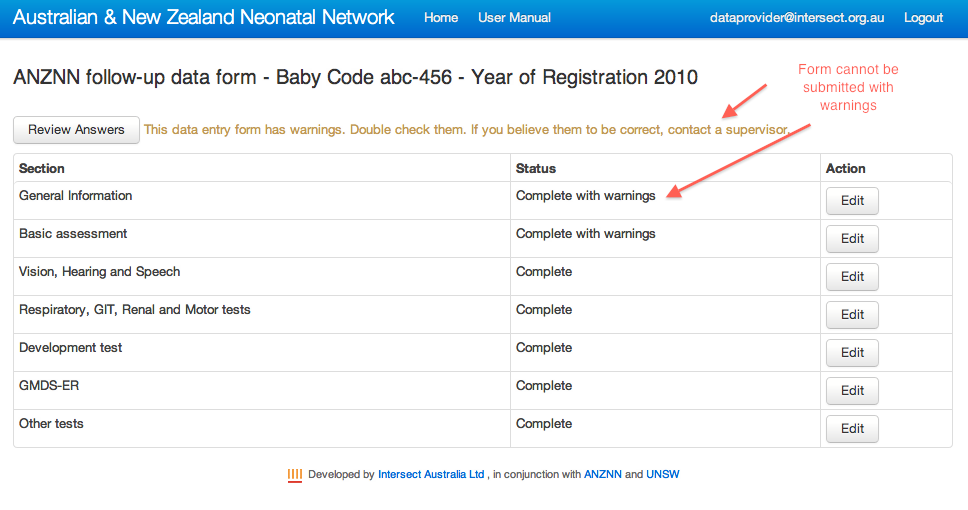 Australian & New Zealand Neonatal Network Home User Manual dataprovider@intersect.org.au Logout
ANZNN follow-up data form - Baby Code abc-456 - Year of Registration 2010
Form cannot be
submitted with
warnings
Review Answers This data entry form has warnings. Double check them. If you believe them to be correct, contact a supervisor.
Section Status Action
General Information Complete with warnings Edit
Basic assessment Complete with warnings Edit
Vision, Hearing and Speech Complete Edit
Respiratory, GIT, Renal and Motor tests Complete Edit
Development test Complete Edit
GMDS-ER Complete Edit
Other tests Complete Edit
Developed by Intersect Australia Ltd , in conjunction with ANZNN and UNSW